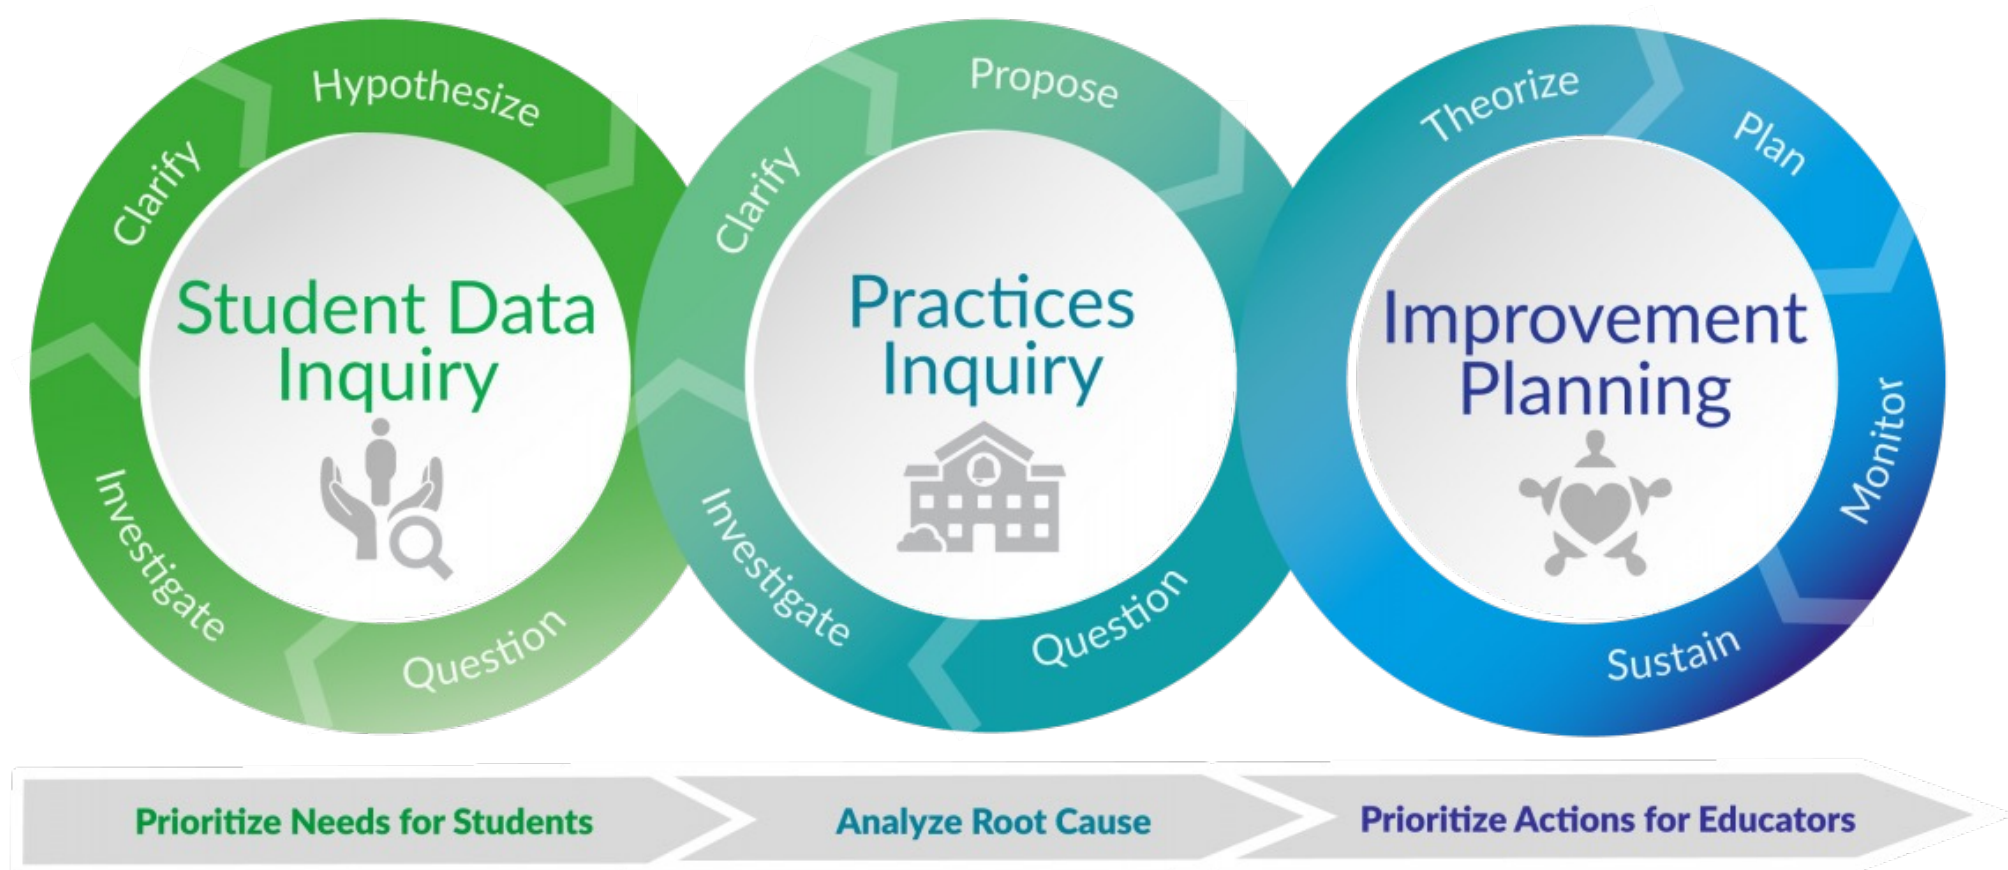 Hypothesize
Clarify
Investigate
Question
Student Data
Inquiry
Propose
Clarify
Investigate
Question
Practices
Inquiry
Theorize
Plan
Monitor
Sustain
Improvement
Planning
Prioritize Needs for Students
Analyze Root Cause
Prioritize Actions for Educators